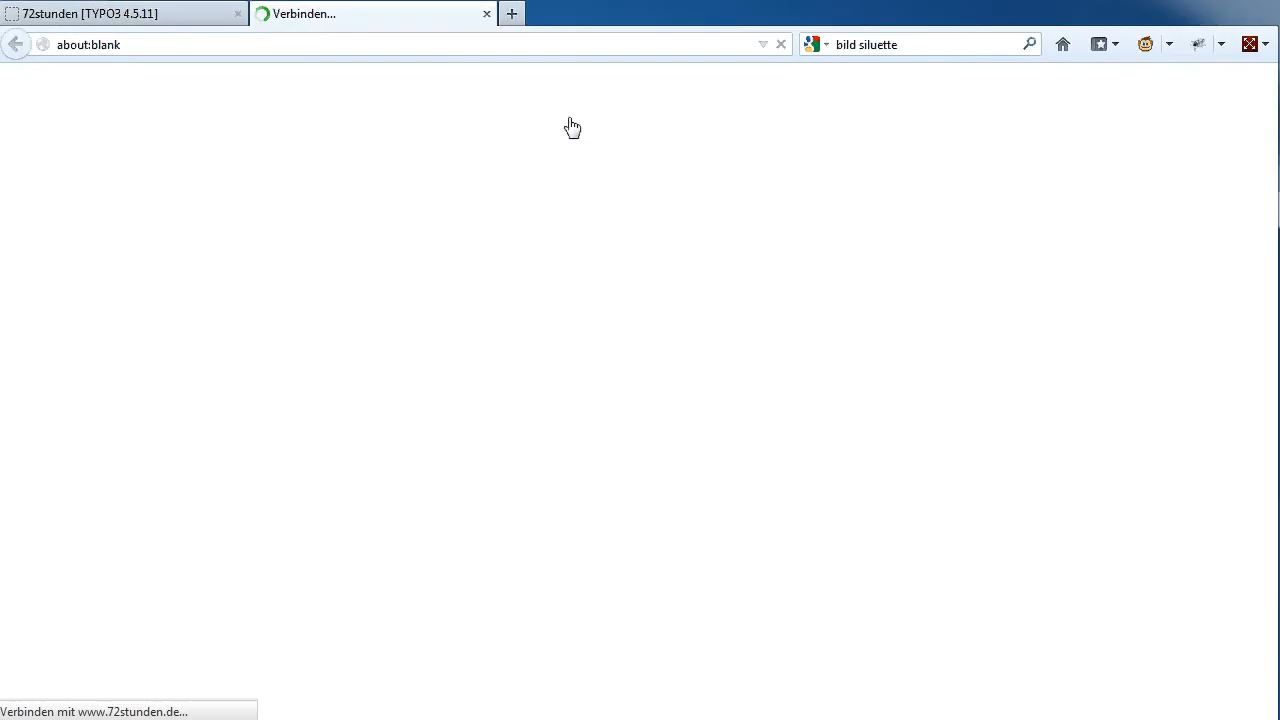 72stunden [TYPO3 4.5.11]
Verbinden...
about:blank
bild siluette
Verbinden mit www.72stunden.de...